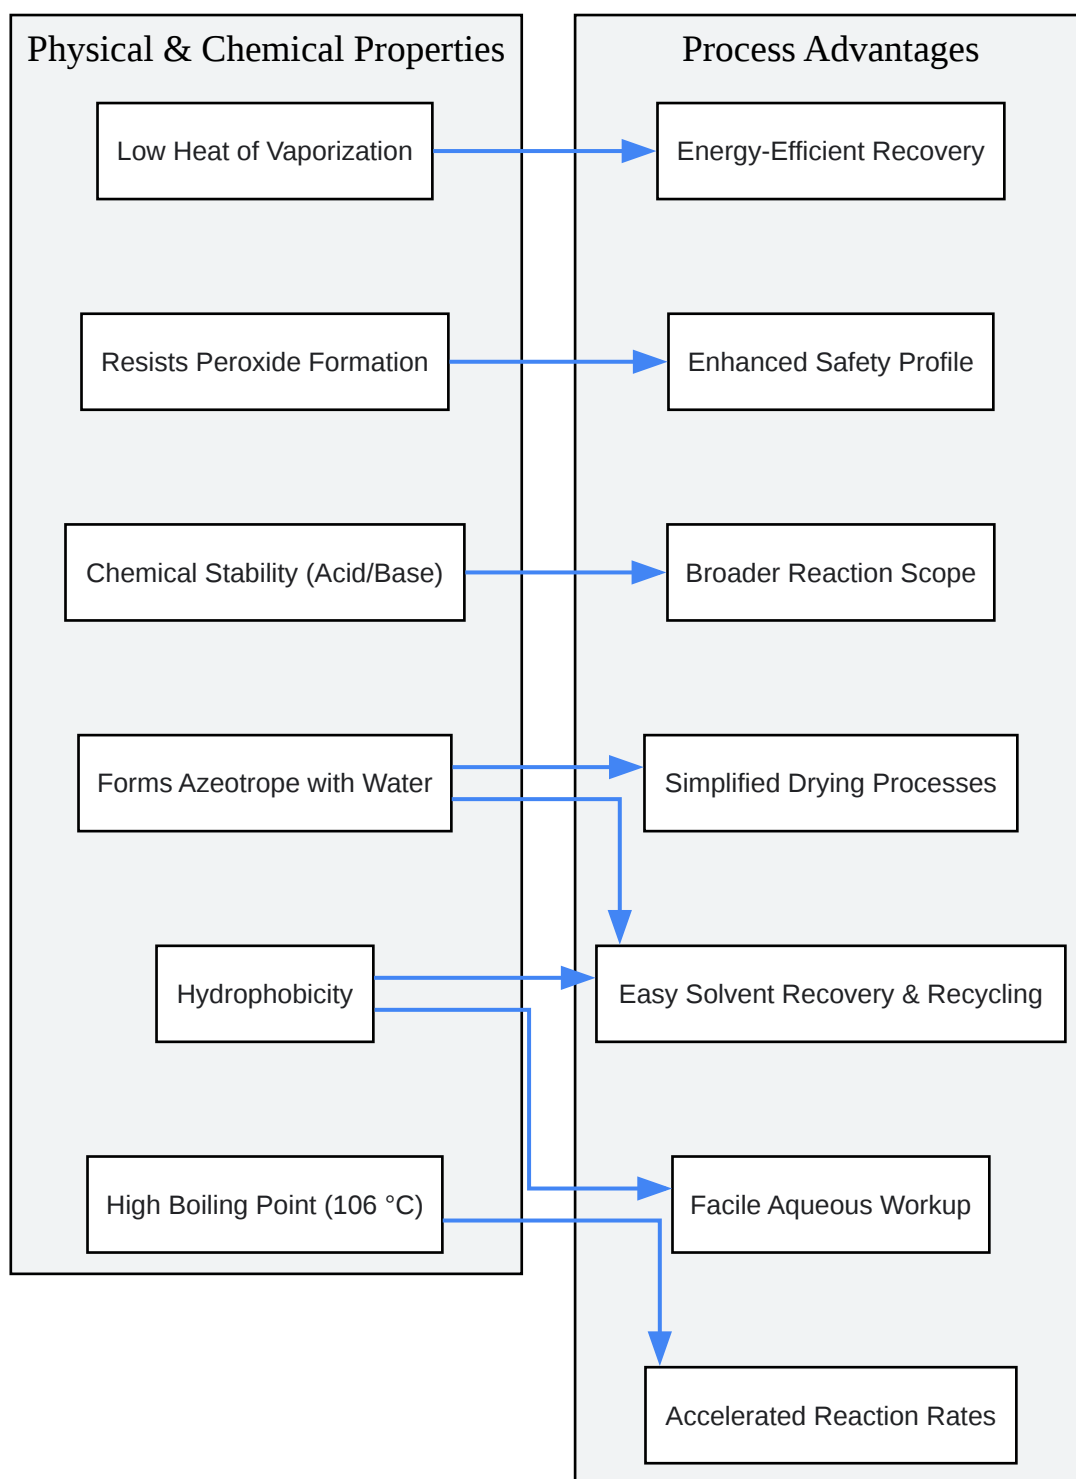 Physical & Chemical Properties
Process Advantages
Low Heat of Vaporization
Energy-Efficient Recovery
Resists Peroxide Formation
Enhanced Safety Profile
Chemical Stability (Acid/Base)
Broader Reaction Scope
Forms Azeotrope with Water
Simplified Drying Processes
Hydrophobicity
Easy Solvent Recovery & Recycling
High Boiling Point (106 °C)
Facile Aqueous Workup
Accelerated Reaction Rates